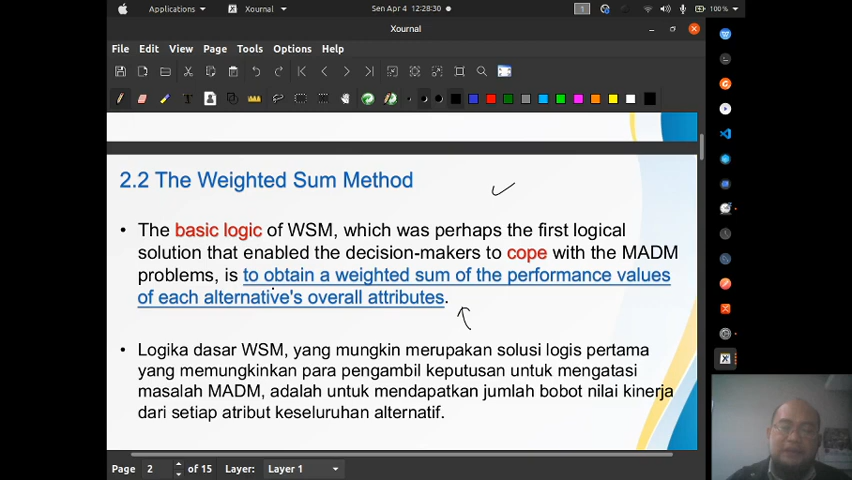 Applications Xournal Sen Apr 4 12:28:30 1 100%
Xournal
File Edit View Page Tools Options Help
T
2.2 The Weighted Sum Method
• The basic logic of WSM, which was perhaps the first logical
solution that enabled the decision-makers to cope with the MADM
problems, is to obtain a weighted sum of the performance values
of each alternative's overall attributes.
• Logika dasar WSM, yang mungkin merupakan solusi logis pertama
yang memungkinkan para pengambil keputusan untuk mengatasi
masalah MADM, adalah untuk mendapatkan jumlah bobot nilai kinerja
dari setiap atribut keseluruhan alternatif.
Page 2 of 15 Layer: Layer 1